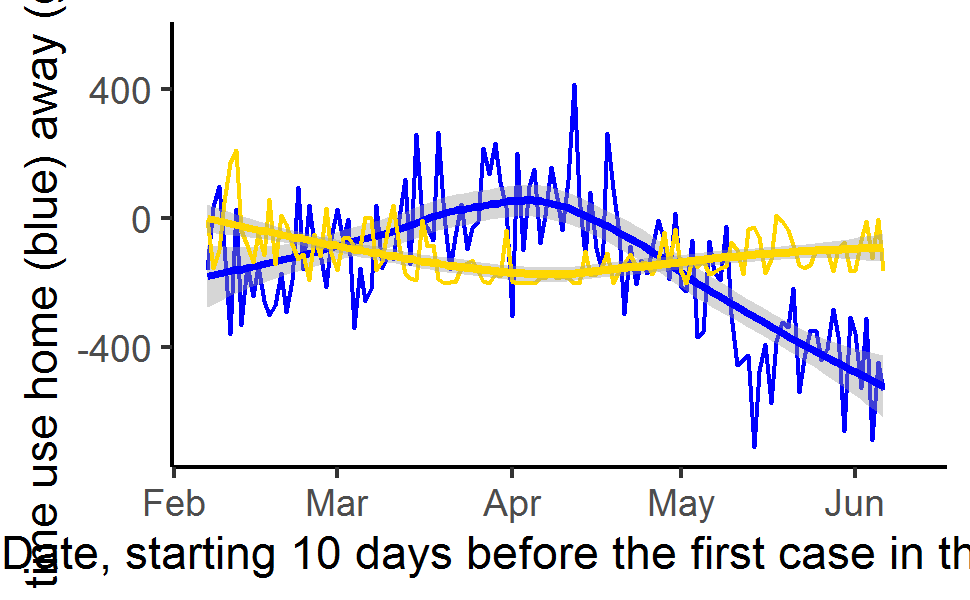 time use home (blue) away (
400
0
-400
Feb Mar Apr May Jun
Date, starting 10 days before the first case in th